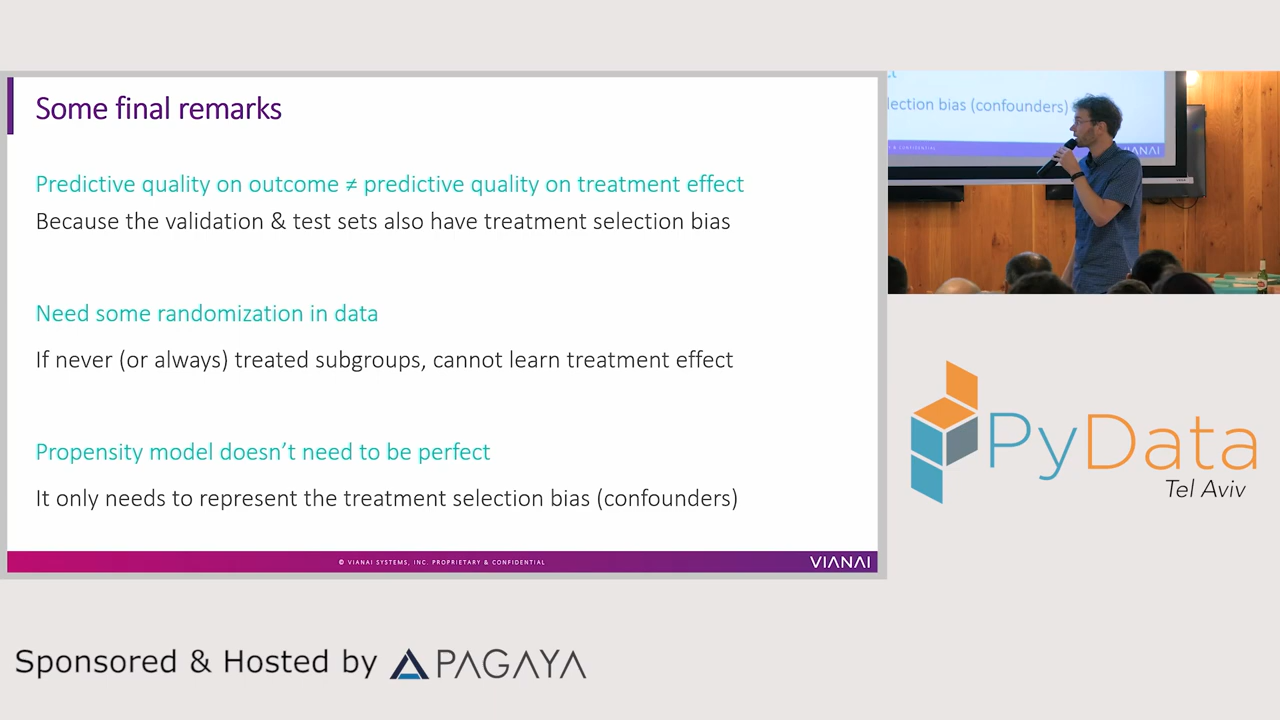 Some final remarks
Predictive quality on outcome ≠ predictive quality on treatment effect
Because the validation & test sets also have treatment selection bias
Need some randomization in data
If never (or always) treated subgroups, cannot learn treatment effect
Propensity model doesn't need to be perfect
It only needs to represent the treatment selection bias (confounders)
© VIANAI SYSTEMS, INC. PROPRIETARY & CONFIDENTIAL
VIANAI
lection bias (confounders)
& CONFIDENTIAL
VIANAI
PyData
Tel Aviv
Sponsored & Hosted by PAGAYA